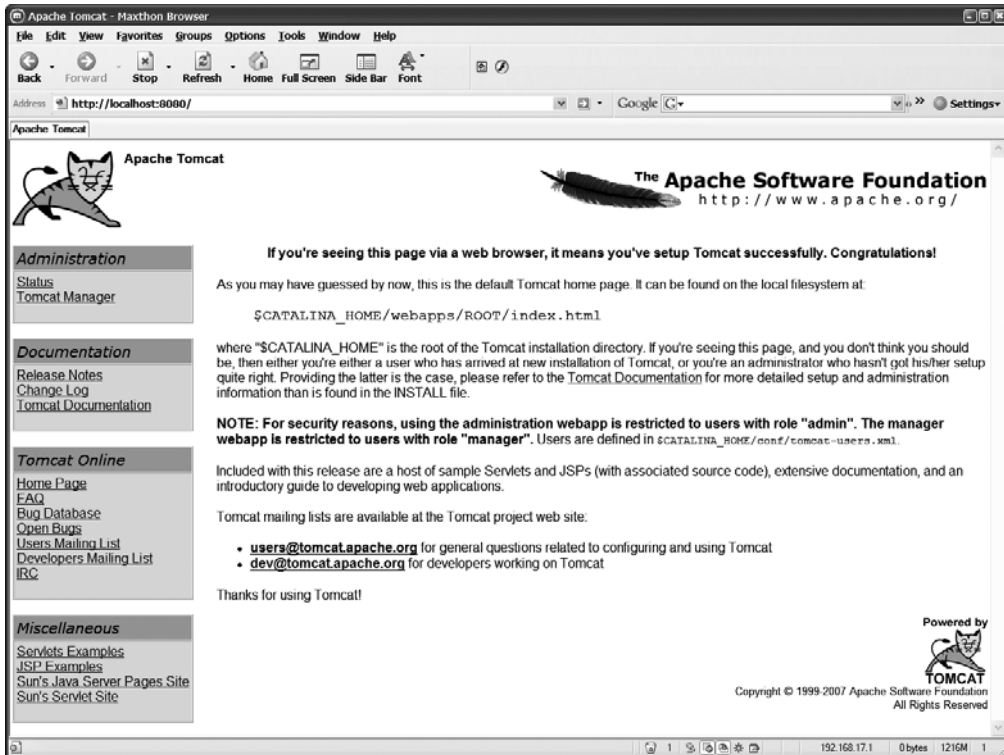 Apache Tomcat - Maxthon Browser
File Edit View Favorites Groups Options Tools Window Help
Back Forward Stop Refresh Home Full Screen Side Bar Font
Address http://localhost:8080/ Google G Settings
Apache Tomcat
Apache Tomcat
The Apache Software Foundation
http://www.apache.org/
Administration
Status
Tomcat Manager
Documentation
Release Notes
Change Log
Tomcat Documentation
Tomcat Online
Home Page
FAQ
Bug Database
Open Bugs
Users Mailing List
Developers Mailing List
IRC
Miscellaneous
Servlets Examples
JSP Examples
Sun's Java Server Pages Site
Sun's Servlet Site
If you're seeing this page via a web browser, it means you've setup Tomcat successfully. Congratulations!
As you may have guessed by now, this is the default Tomcat home page. It can be found on the local filesystem at:
$CATALINA_HOME/webapps/ROOT/index.html
where "$CATALINA_HOME" is the root of the Tomcat installation directory. If you're seeing this page, and you don't think you should
be, then either you're either a user who has arrived at new installation of Tomcat, or you're an administrator who hasn't got his/her setup
quite right. Providing the latter is the case, please refer to the Tomcat Documentation for more detailed setup and administration
information than is found in the INSTALL file.
NOTE: For security reasons, using the administration webapp is restricted to users with role "admin". The manager
webapp is restricted to users with role "manager". Users are defined in $CATALINA_HOME/conf/tomcat-users.xml.
Included with this release are a host of sample Servlets and JSPs (with associated source code), extensive documentation, and an
introductory guide to developing web applications.
Tomcat mailing lists are available at the Tomcat project web site:
• users@tomcat.apache.org for general questions related to configuring and using Tomcat
• dev@tomcat.apache.org for developers working on Tomcat
Thanks for using Tomcat!
Powered by
TOMCAT
Copyright © 1999-2007 Apache Software Foundation
All Rights Reserved
1 192.168.17.1 0 bytes 1216M 1